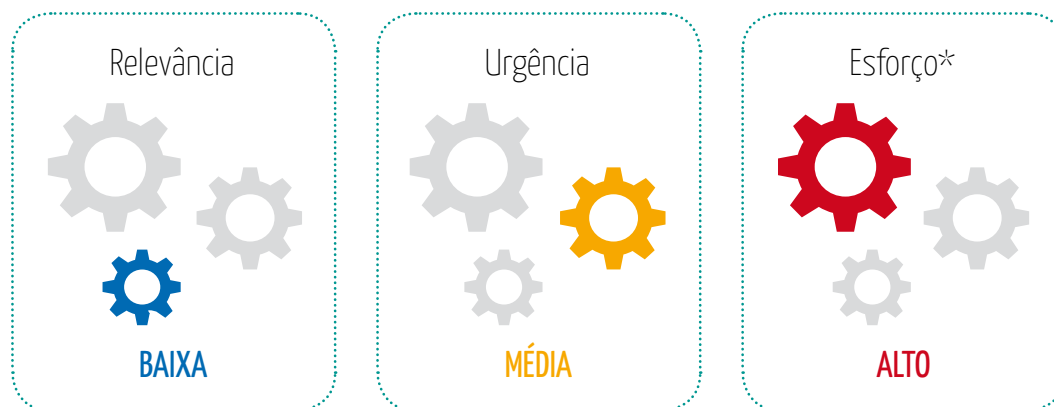 Relevância
BAIXA
Urgência
MÉDIA
Esforço*
ALTO